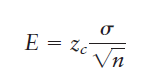 E = z_c σ/√n